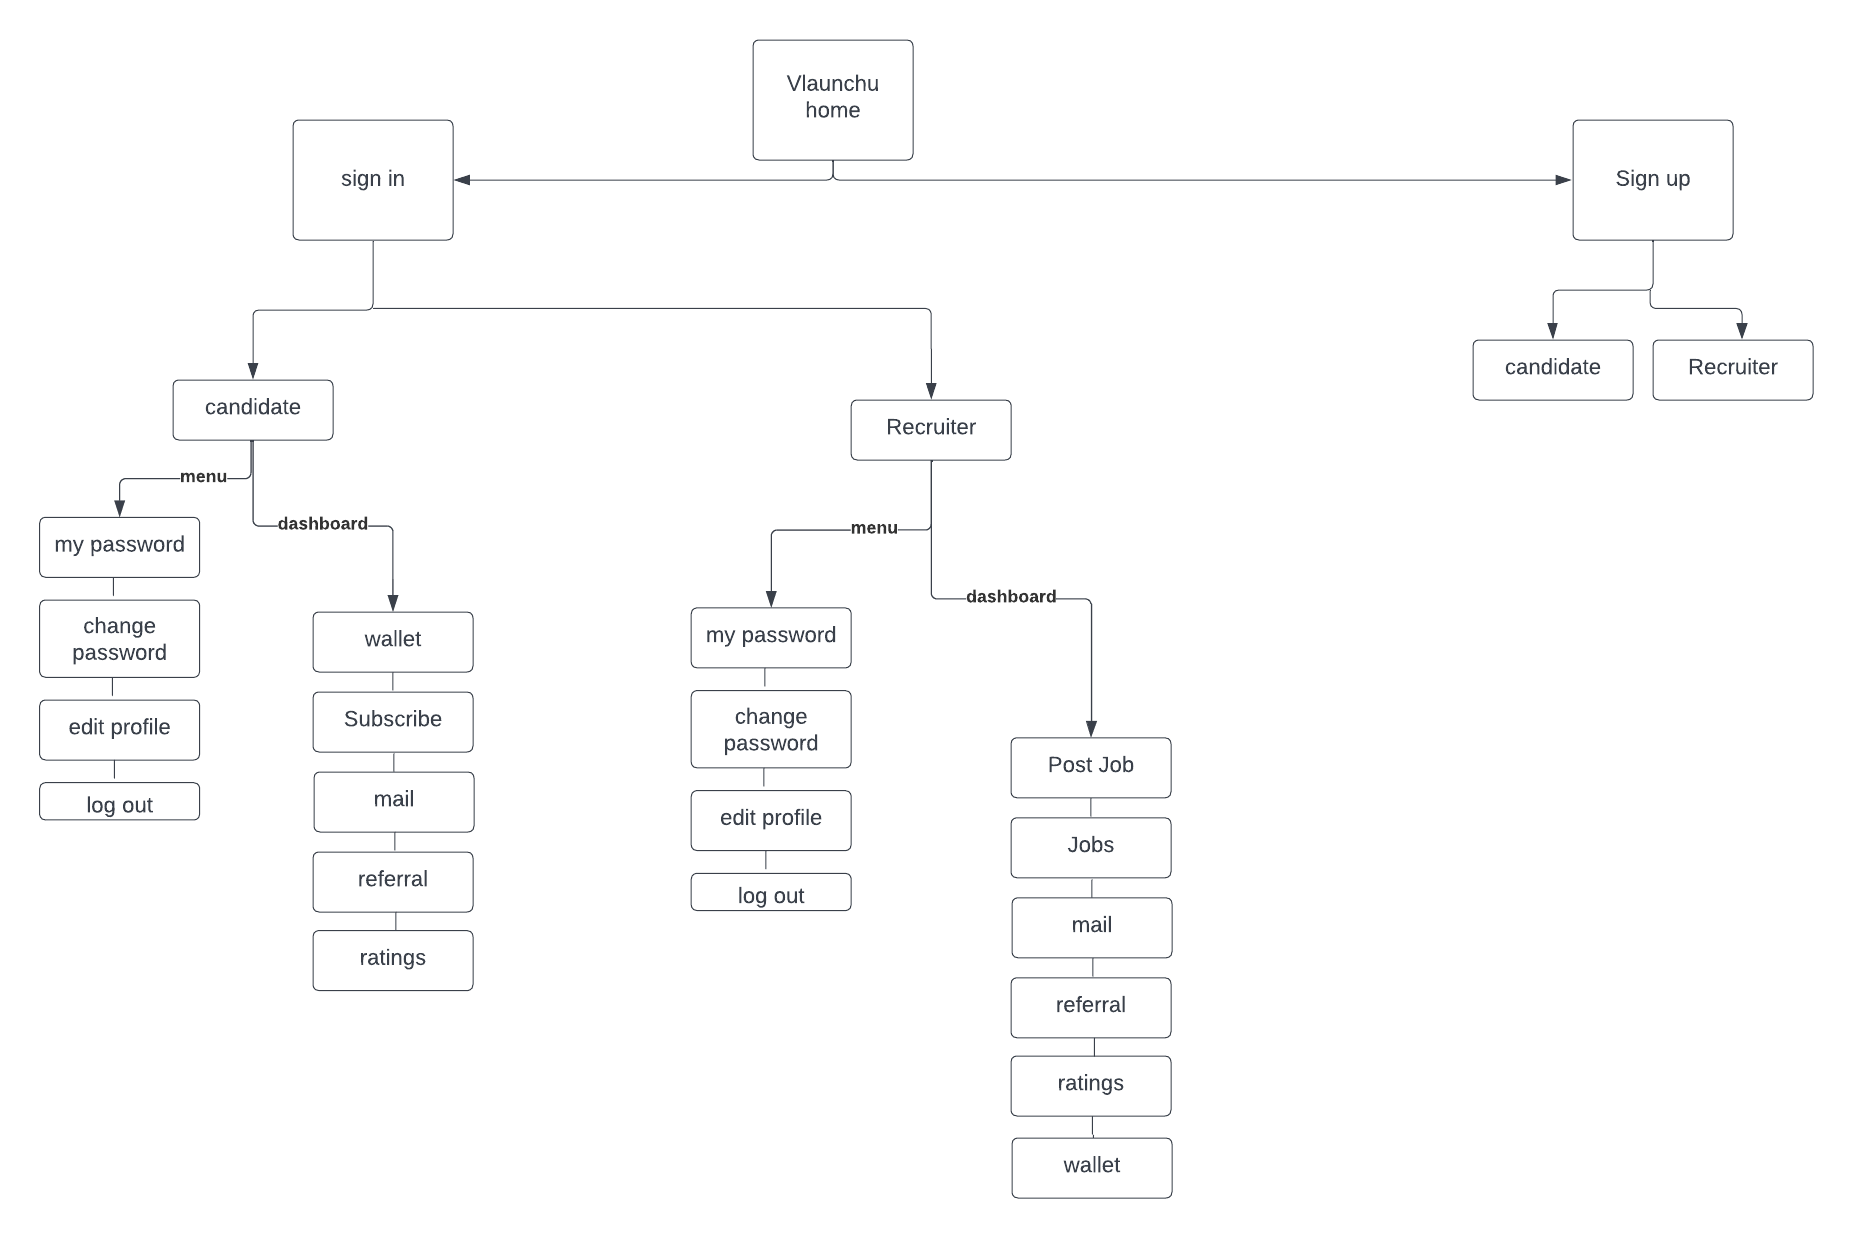 Vlaunchu
home
sign in
Sign up
candidate
Recruiter
candidate
Recruiter
menu
dashboard
my password
change
password
edit profile
log out
wallet
Subscribe
mail
referral
ratings
menu
dashboard
my password
change
password
edit profile
log out
Post Job
Jobs
mail
referral
ratings
wallet